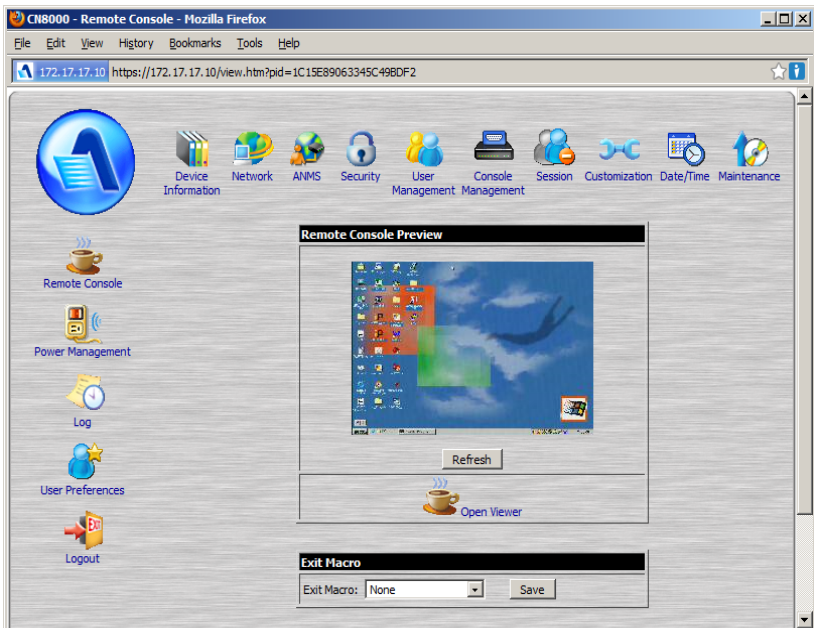 CN8000 - Remote Console - Mozilla Firefox
File Edit View History Bookmarks Tools Help
172.17.17.10 https://172.17.17.10/view.htm?pid=1C15E89063345C49BDF2
Device Information
Network
ANMS
Security
User Management
Console Management
Session
Customization
Date/Time
Maintenance
Remote Console
Power Management
Log
User Preferences
EXIT
Logout
Remote Console Preview
Refresh
Open Viewer
Exit Macro
Exit Macro: None Save